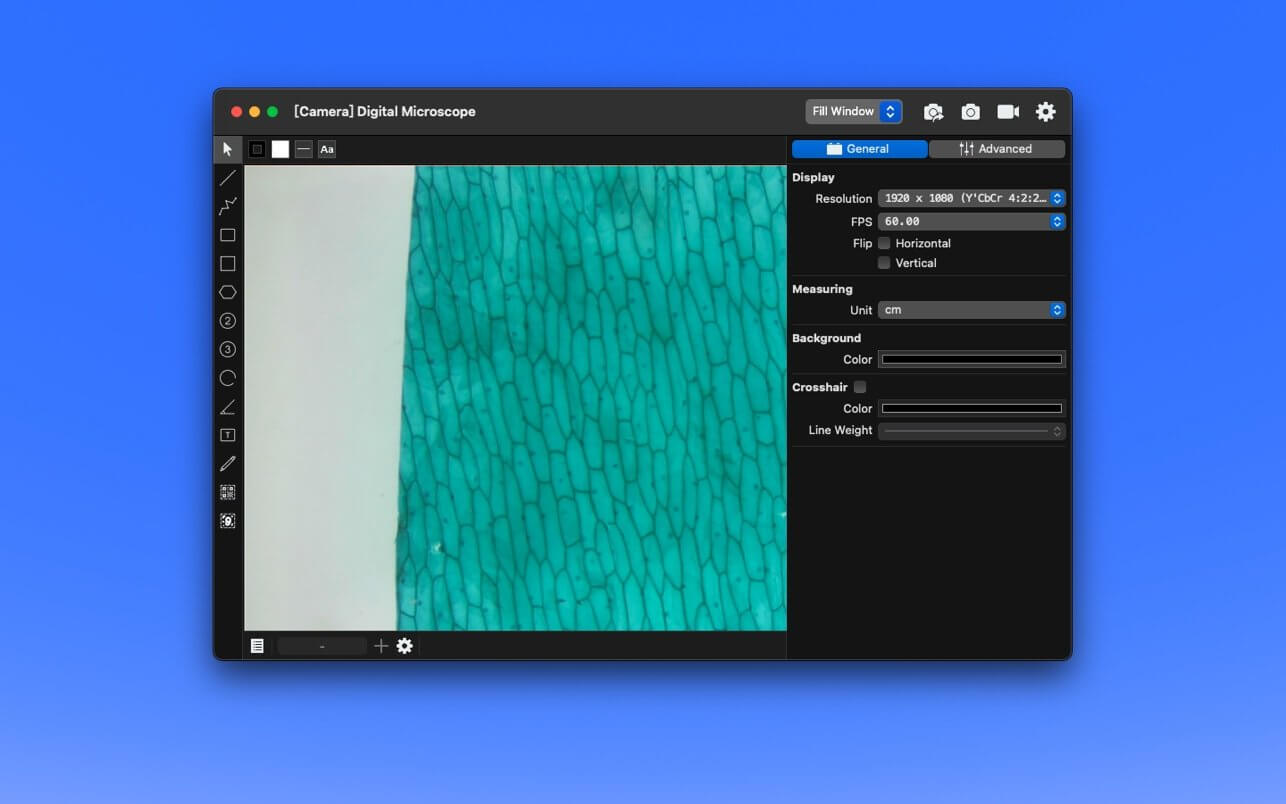 [Camera] Digital Microscope
Fill Window
Aa
General
Advanced
Display
Resolution 1920 x 1080 (Y'CbCr 4:2:2…
FPS 60.00
Flip Horizontal
Vertical
Measuring
Unit cm
Background
Color
Crosshair
Color
Line Weight
2
3
T
-